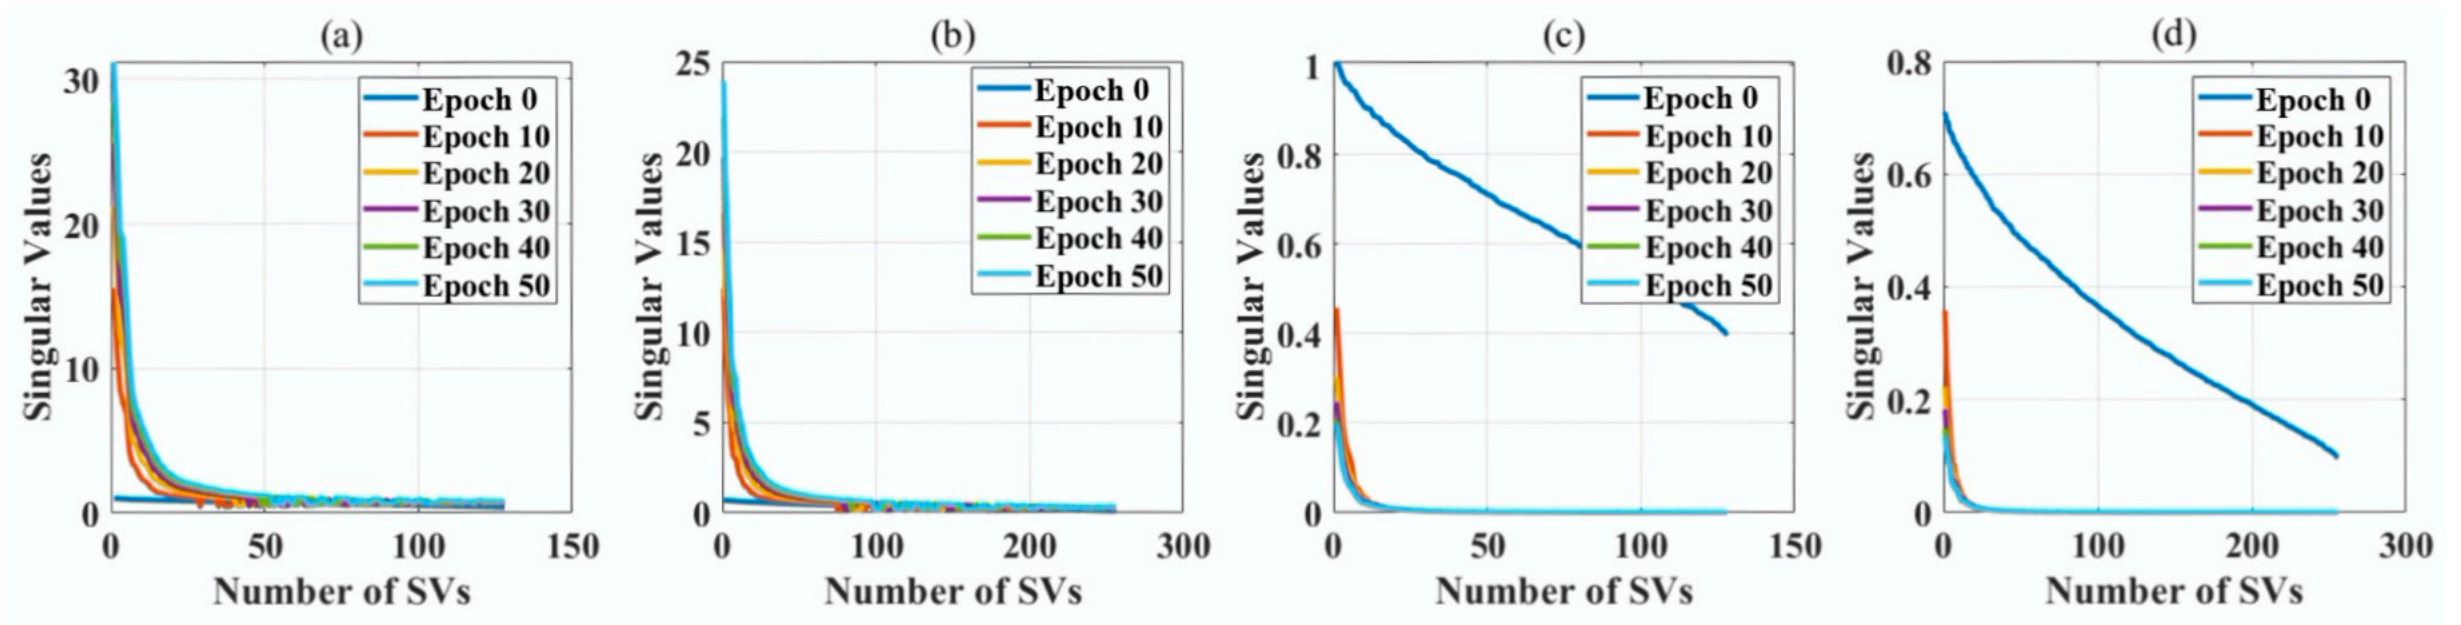 (a)
30
20
10
0
0 50 100 150
Singular Values
Number of SVs
Epoch 0
Epoch 10
Epoch 20
Epoch 30
Epoch 40
Epoch 50
(b)
25
20
15
10
5
0
0 100 200 300
Singular Values
Number of SVs
Epoch 0
Epoch 10
Epoch 20
Epoch 30
Epoch 40
Epoch 50
(c)
1
0.8
0.6
0.4
0.2
0
0 50 100 150
Singular Values
Number of SVs
Epoch 0
Epoch 10
Epoch 20
Epoch 30
Epoch 40
Epoch 50
(d)
0.8
0.6
0.4
0.2
0
0 100 200 300
Singular Values
Number of SVs
Epoch 0
Epoch 10
Epoch 20
Epoch 30
Epoch 40
Epoch 50